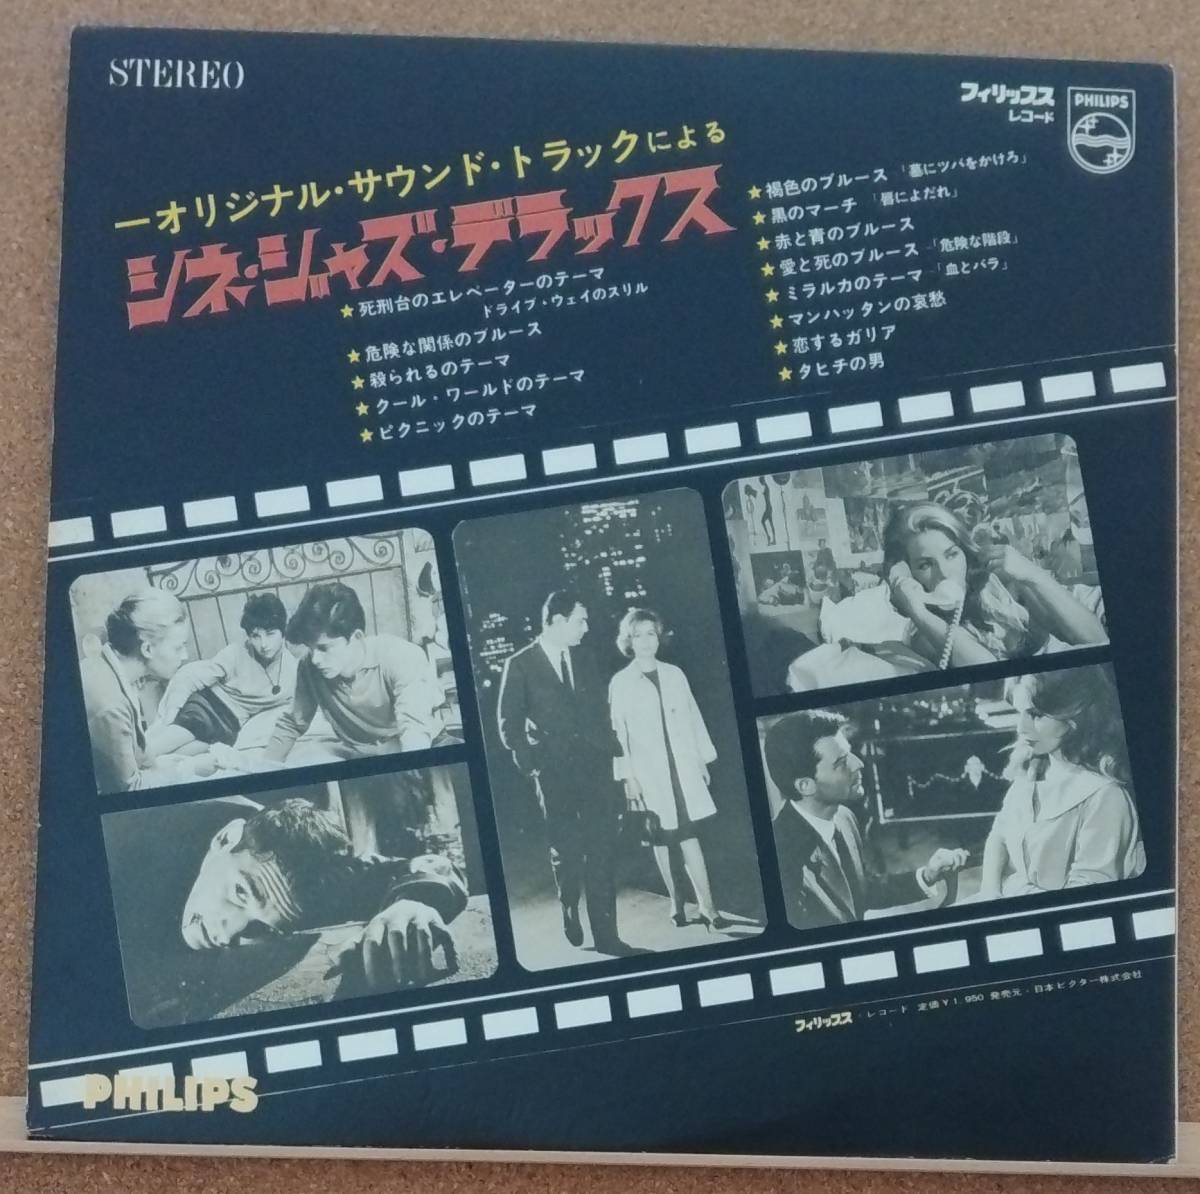 STEREO
フィリップス
レコード
PHILIPS
—オリジナル・サウンド・トラックによる
シネ・ジャズ・デラックス
★死刑台のエレベーターのテーマ
ドライブ・ウェイのスリル
★危険な関係のブルース
★殺られるのテーマ
★クール・ワールドのテーマ
★ピクニックのテーマ
★褐色のブルース 「墓にツバをかけろ」
★黒のマーチ 「唇によだれ」
★赤と青のブルース
★愛と死のブルース 「危険な階段」
★ミラルカのテーマ 「血とバラ」
★マンハッタンの哀愁
★恋するガリア
★タヒチの男
フィリップス・レコード 定価￥1,950 発売元・日本ビクター株式会社
PHILIPS